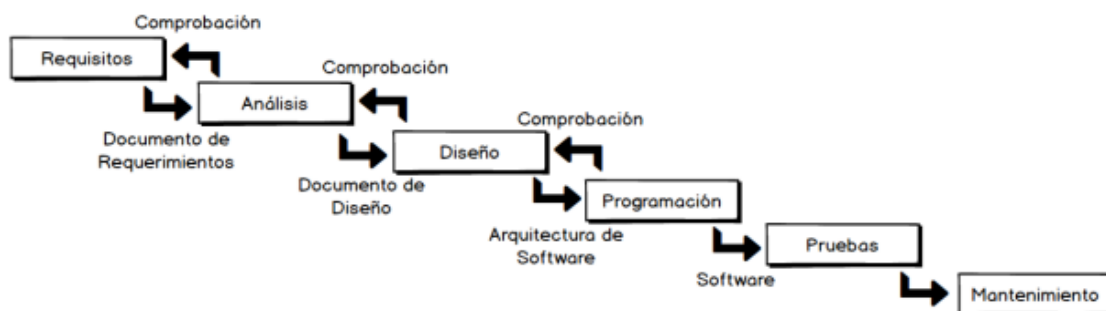 Comprobación
Requisitos
Comprobación
Análisis
Documento de
Requerimientos
Comprobación
Diseño
Documento de
Diseño
Programación
Arquitectura de
Software
Pruebas
Software
Mantenimiento